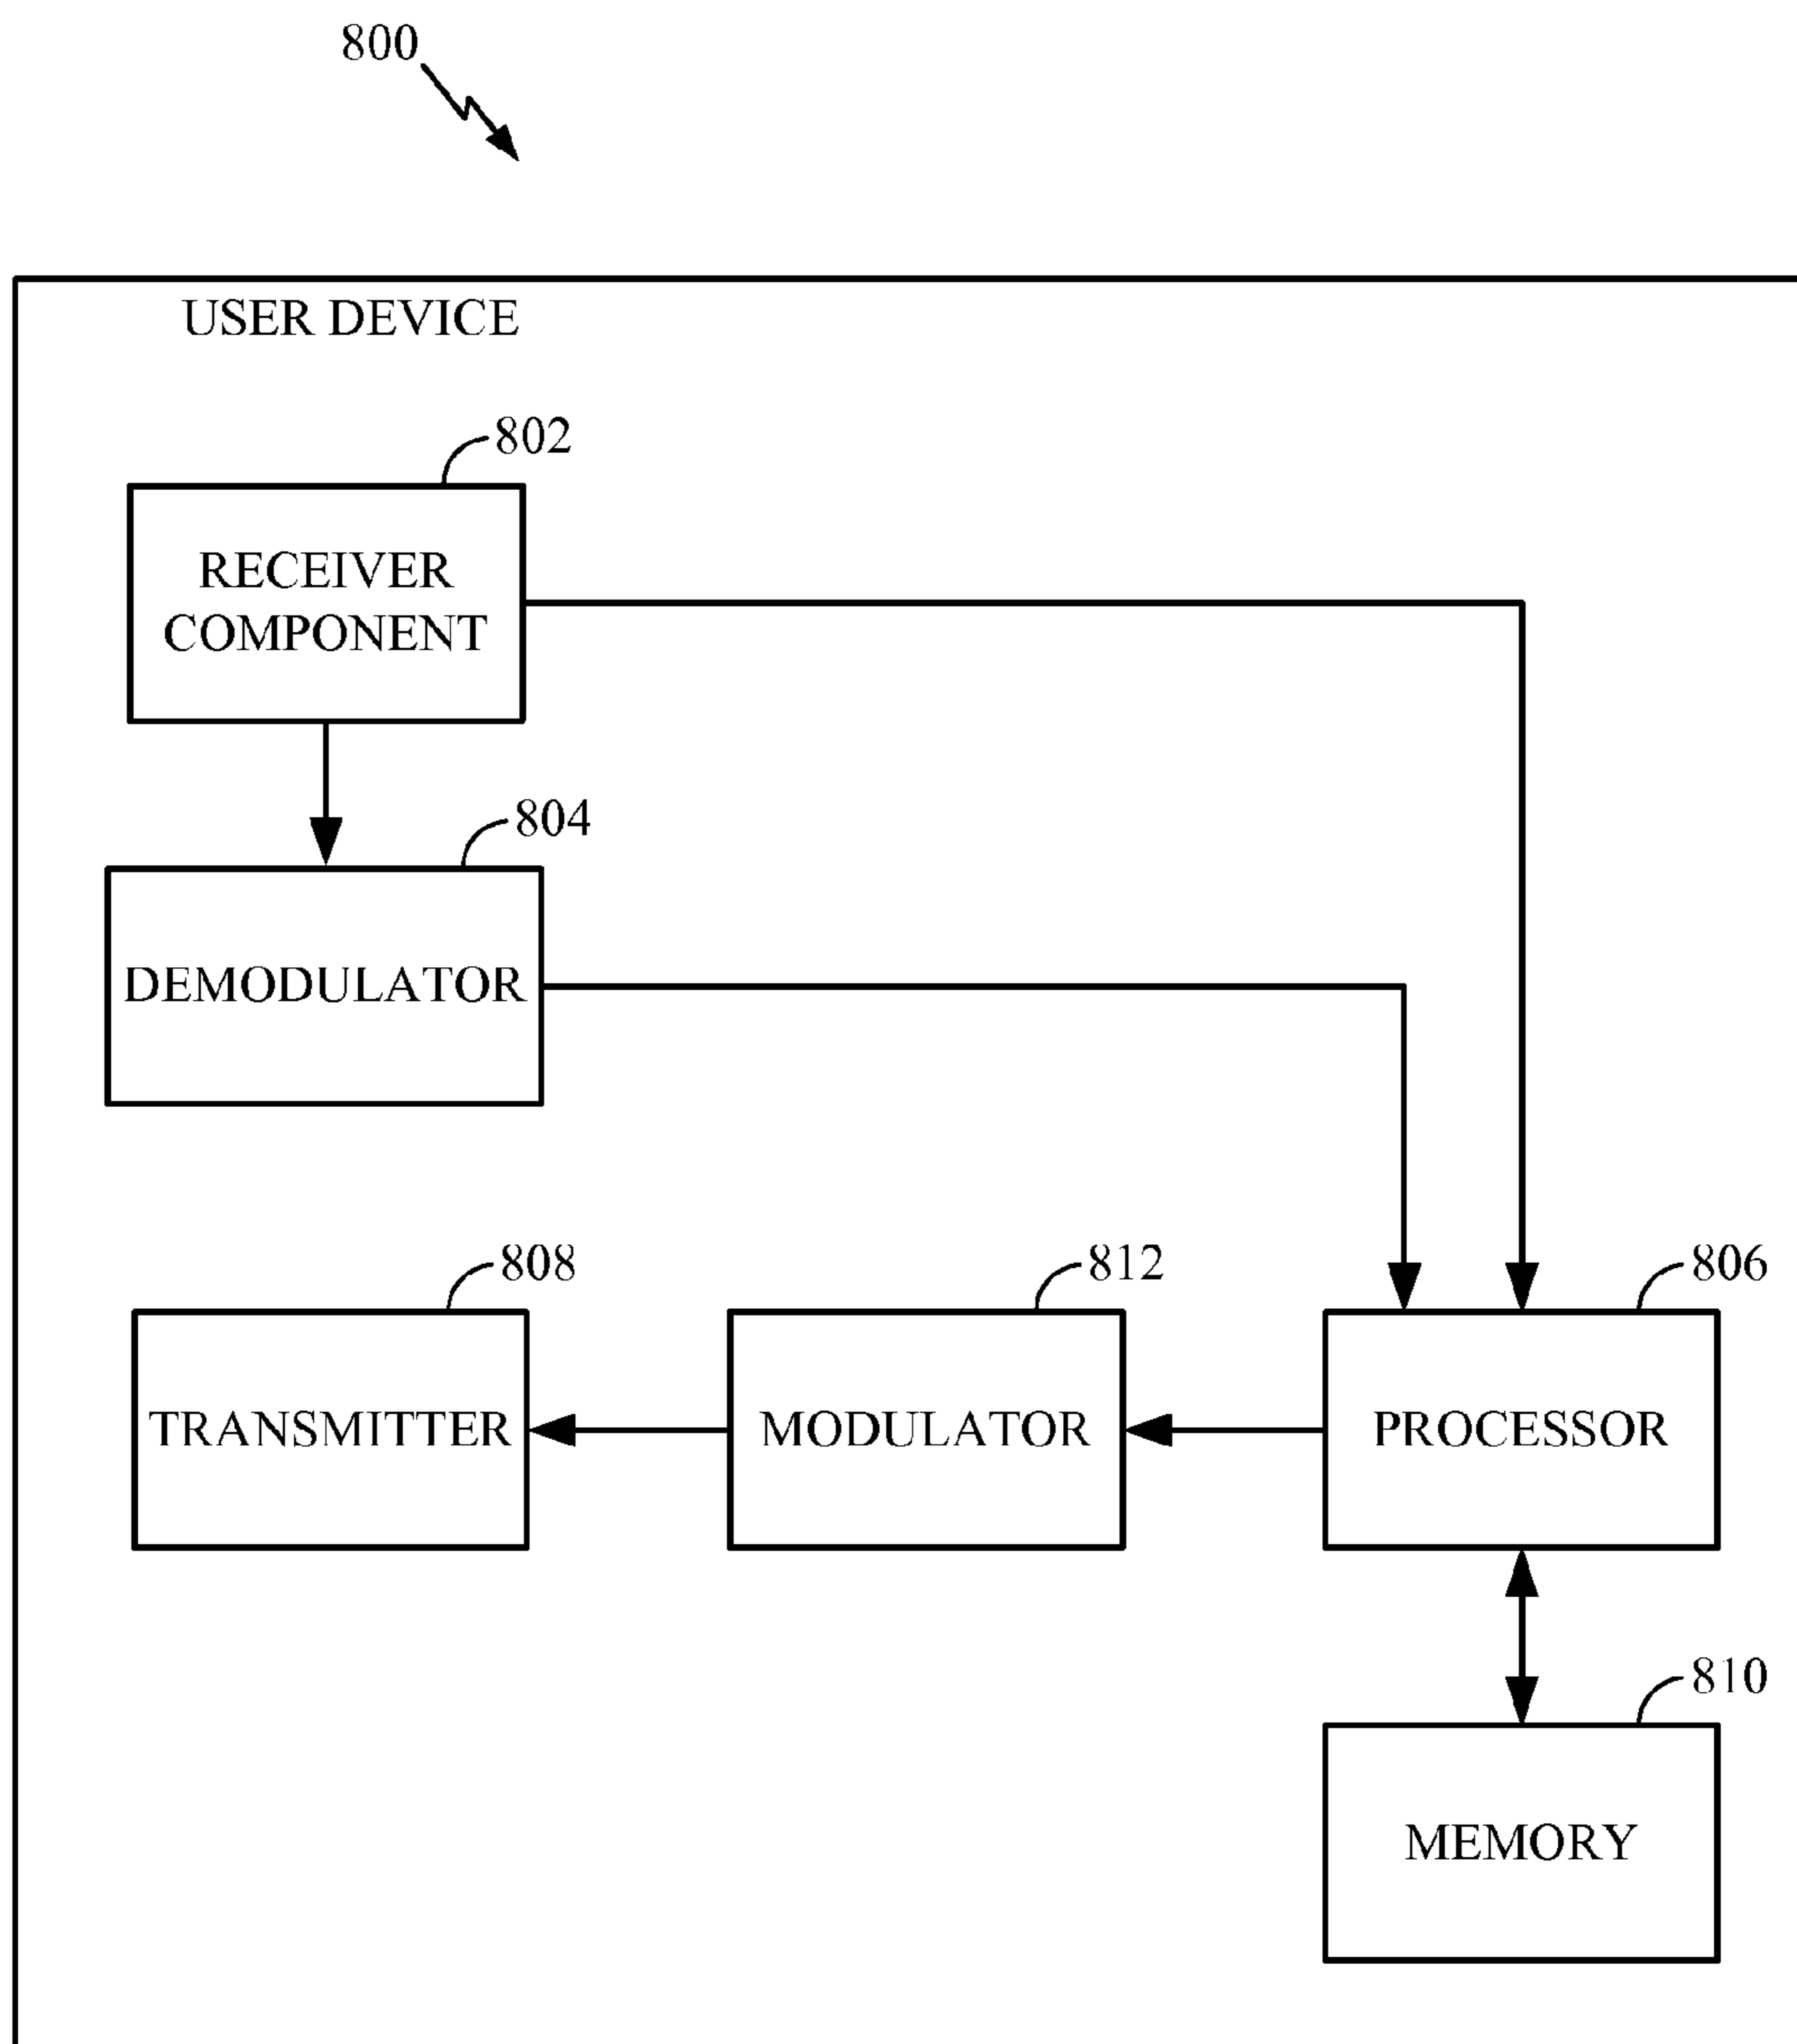 800
USER DEVICE
802
RECEIVER
COMPONENT
804
DEMODULATOR
808
812
806
TRANSMITTER
MODULATOR
PROCESSOR
810
MEMORY